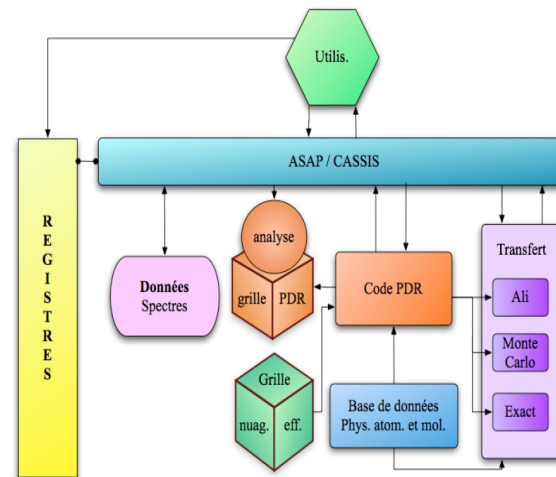 Utilis.
ASAP / CASSIS
REGISTRES
analyse
grille PDR
Données
Spectres
Code PDR
Transfert
Ali
Monte
Carlo
Exact
Grille
nuag. eff.
Base de données
Phys. atom. et mol.